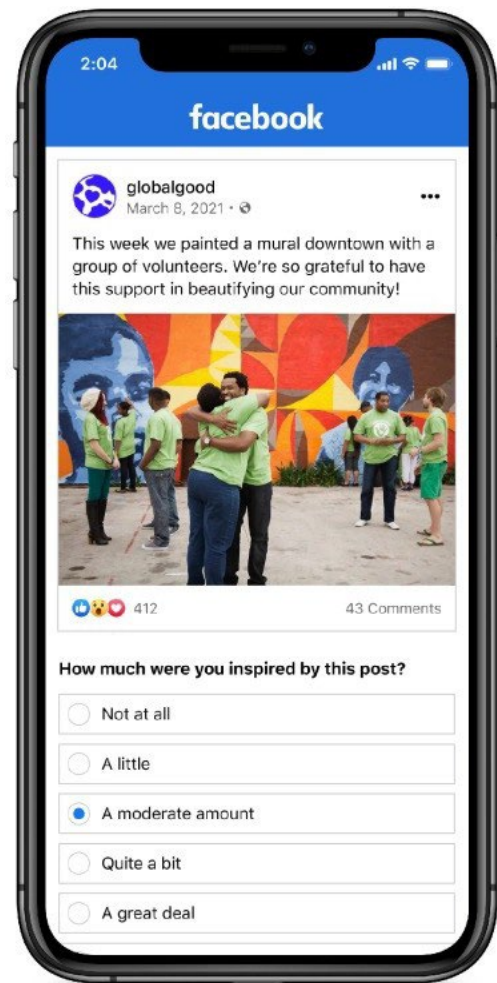 2:04
facebook
globalgood
March 8, 2021 •
This week we painted a mural downtown with a
group of volunteers. We're so grateful to have
this support in beautifying our community!
412
43 Comments
How much were you inspired by this post?
Not at all
A little
A moderate amount
Quite a bit
A great deal